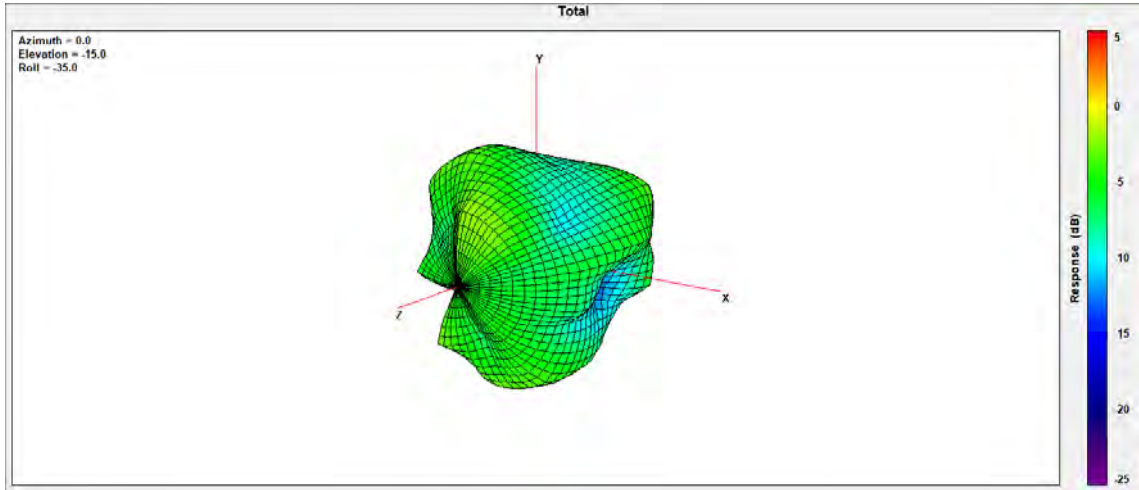 Total
Azimuth = 0.0
Elevation = -15.0
Roll = -35.0
Y
X
Z
5
0
-5
-10
-15
-20
-25
Response (dB)